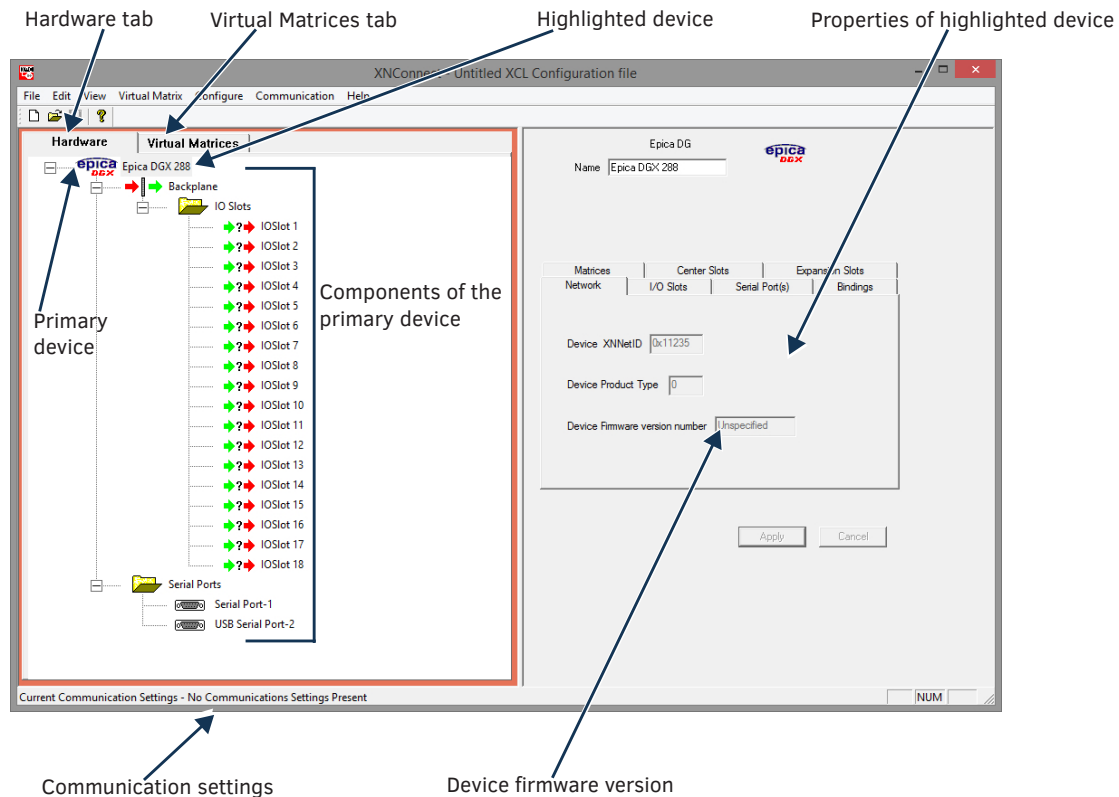 Hardware tab
Virtual Matrices tab
Highlighted device
Properties of highlighted device
XNConnect - Untitled XCL Configuration file
File Edit View Virtual Matrix Configure Communication Help
Hardware
Virtual Matrices
epica DGX Epica DGX 288
Backplane
IO Slots
IOSlot 1
IOSlot 2
IOSlot 3
IOSlot 4
IOSlot 5
IOSlot 6
IOSlot 7
IOSlot 8
IOSlot 9
IOSlot 10
IOSlot 11
IOSlot 12
IOSlot 13
IOSlot 14
IOSlot 15
IOSlot 16
IOSlot 17
IOSlot 18
Serial Ports
Serial Port-1
USB Serial Port-2
Primary
device
Components of the
primary device
Epica DG
epica
DGX
Name Epica DGX 288
Matrices Center Slots Expansion Slots
Network I/O Slots Serial Port(s) Bindings
Device XNNetID 0x11235
Device Product Type 0
Device Firmware version number Unspecified
Apply Cancel
Current Communication Settings - No Communications Settings Present
NUM
Communication settings
Device firmware version